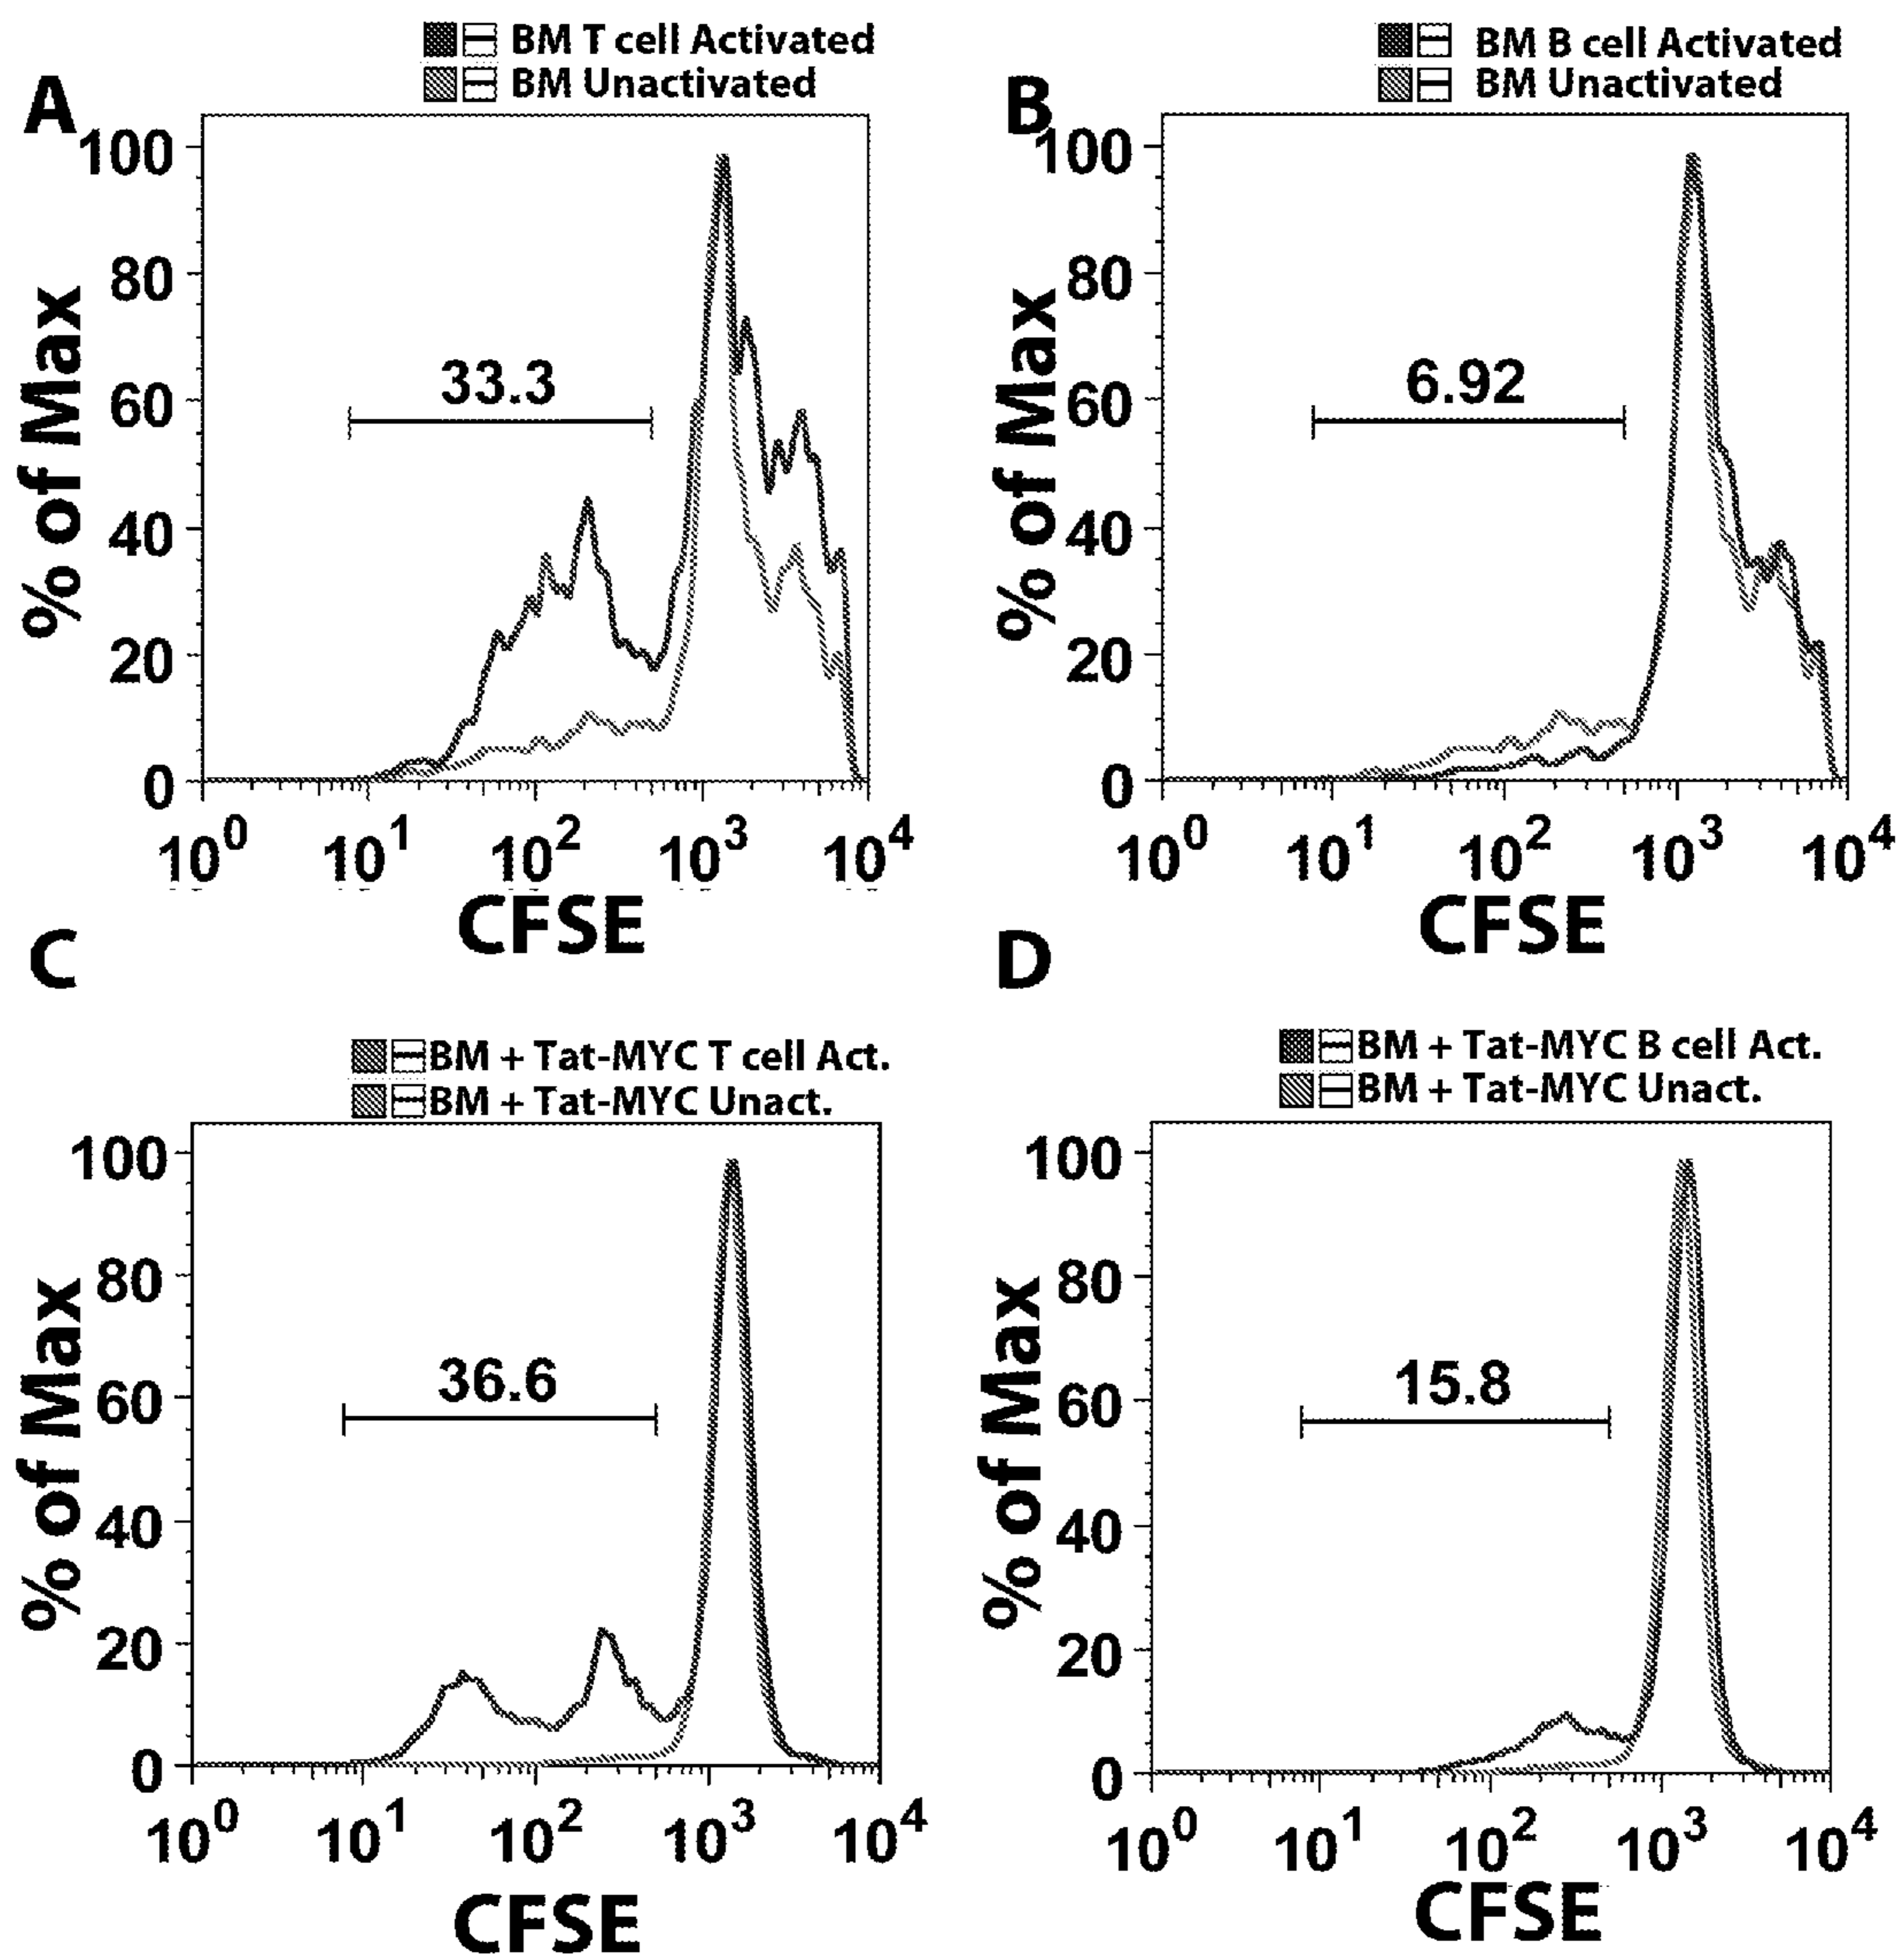 A
BM T cell Activated
BM Unactivated
100
80
60
40
20
0
% of Max
33.3
10^0 10^1 10^2 10^3 10^4
CFSE
B
BM B cell Activated
BM Unactivated
100
80
60
40
20
0
% of Max
6.92
10^0 10^1 10^2 10^3 10^4
CFSE
C
BM + Tat-MYC T cell Act.
BM + Tat-MYC Unact.
100
80
60
40
20
0
% of Max
36.6
10^0 10^1 10^2 10^3 10^4
CFSE
D
BM + Tat-MYC B cell Act.
BM + Tat-MYC Unact.
100
80
60
40
20
0
% of Max
15.8
10^0 10^1 10^2 10^3 10^4
CFSE